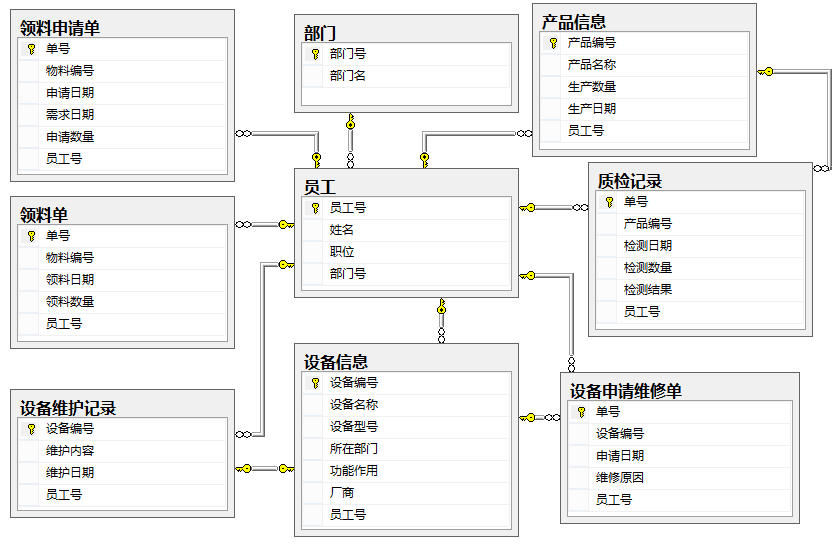 领料申请单
单号
物料编号
申请日期
需求日期
申请数量
员工号
部门
部门号
部门名
产品信息
产品编号
产品名称
生产数量
生产日期
员工号
领料单
单号
物料编号
领料日期
领料数量
员工号
员工
员工号
姓名
职位
部门号
质检记录
单号
产品编号
检测日期
检测数量
检测结果
员工号
设备维护记录
设备编号
维护内容
维护日期
员工号
设备信息
设备编号
设备名称
设备型号
所在部门
功能作用
厂商
员工号
设备申请维修单
单号
设备编号
申请日期
维修原因
员工号